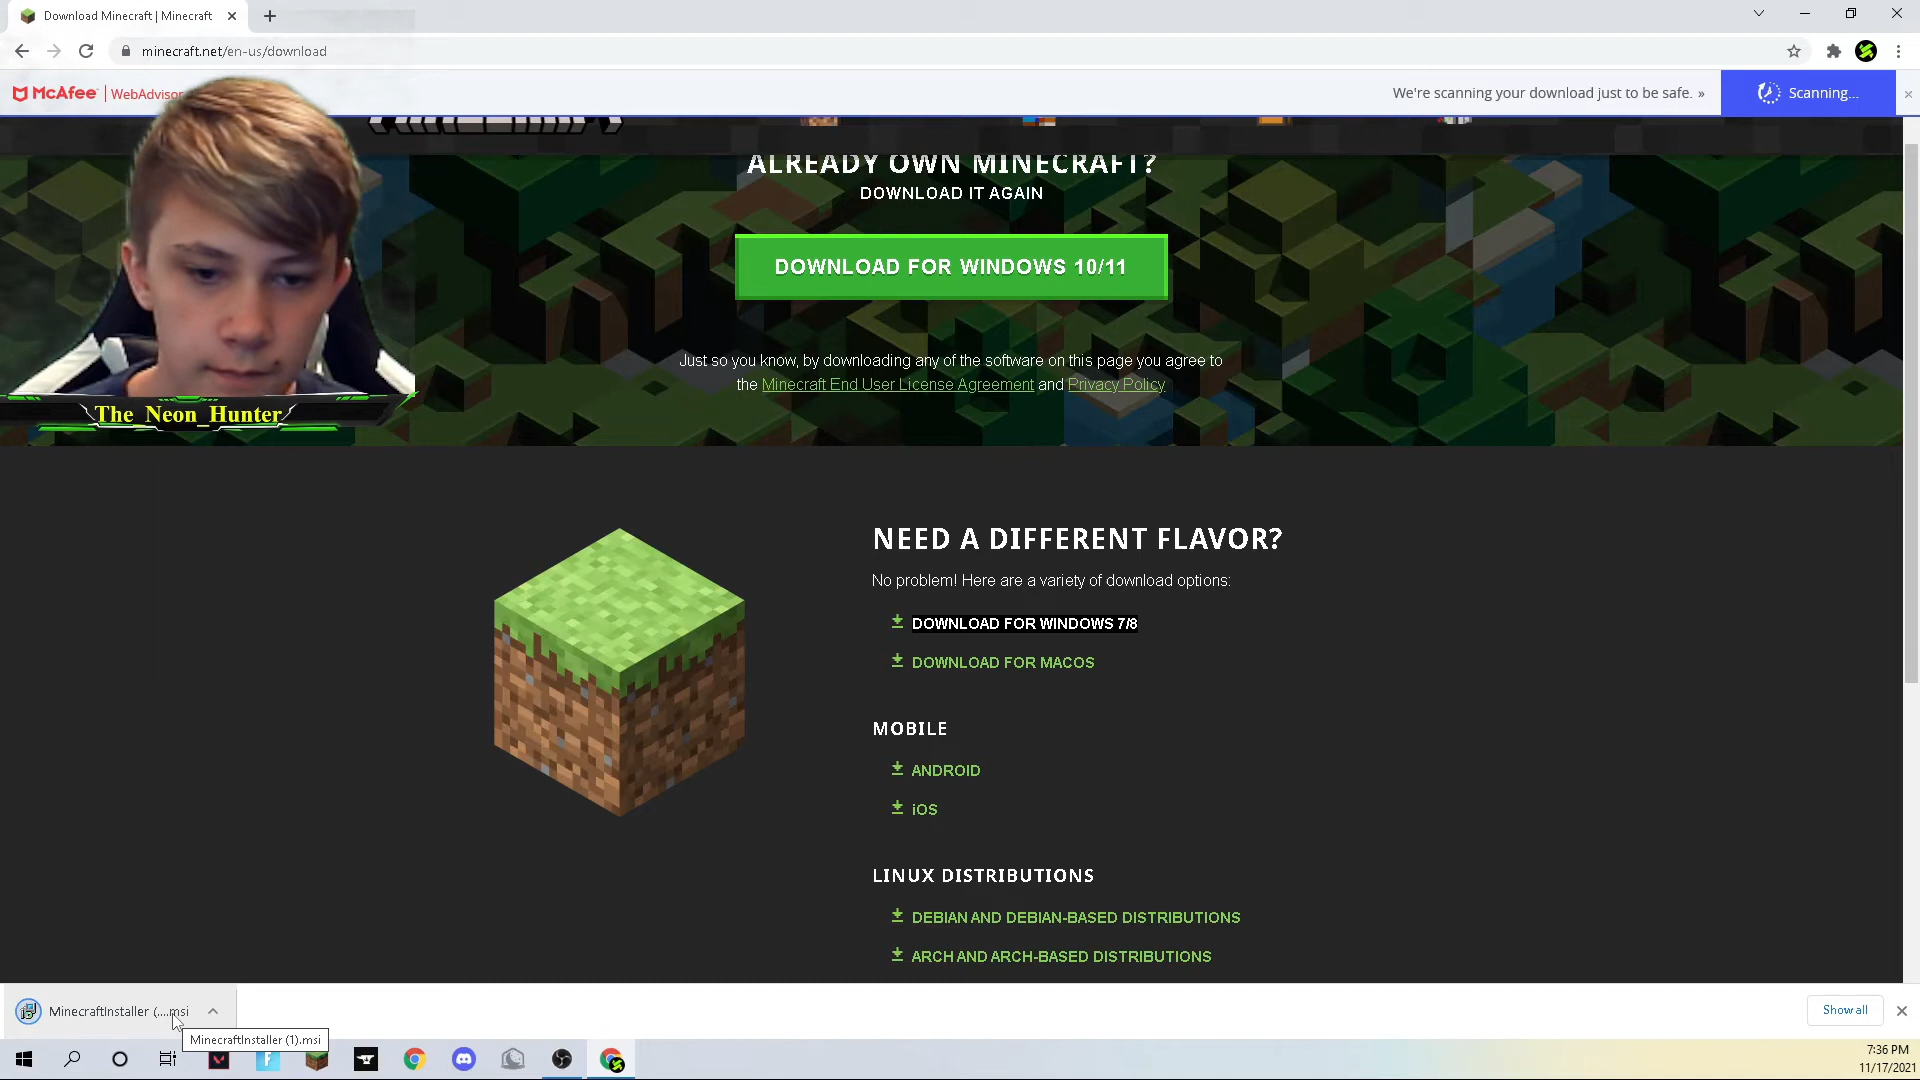 Download Minecraft | Minecraft
minecraft.net/en-us/download
McAfee | WebAdvisor
We're scanning your download just to be safe. »
Scanning...
ALREADY OWN MINECRAFT?
DOWNLOAD IT AGAIN
DOWNLOAD FOR WINDOWS 10/11
Just so you know, by downloading any of the software on this page you agree to
the Minecraft End User License Agreement and Privacy Policy
The_Neon_Hunter
NEED A DIFFERENT FLAVOR?
No problem! Here are a variety of download options:
DOWNLOAD FOR WINDOWS 7/8
DOWNLOAD FOR MACOS
MOBILE
ANDROID
iOS
LINUX DISTRIBUTIONS
DEBIAN AND DEBIAN-BASED DISTRIBUTIONS
ARCH AND ARCH-BASED DISTRIBUTIONS
MinecraftInstaller (....msi
Show all
MinecraftInstaller (1).msi
7:36 PM
11/17/2021